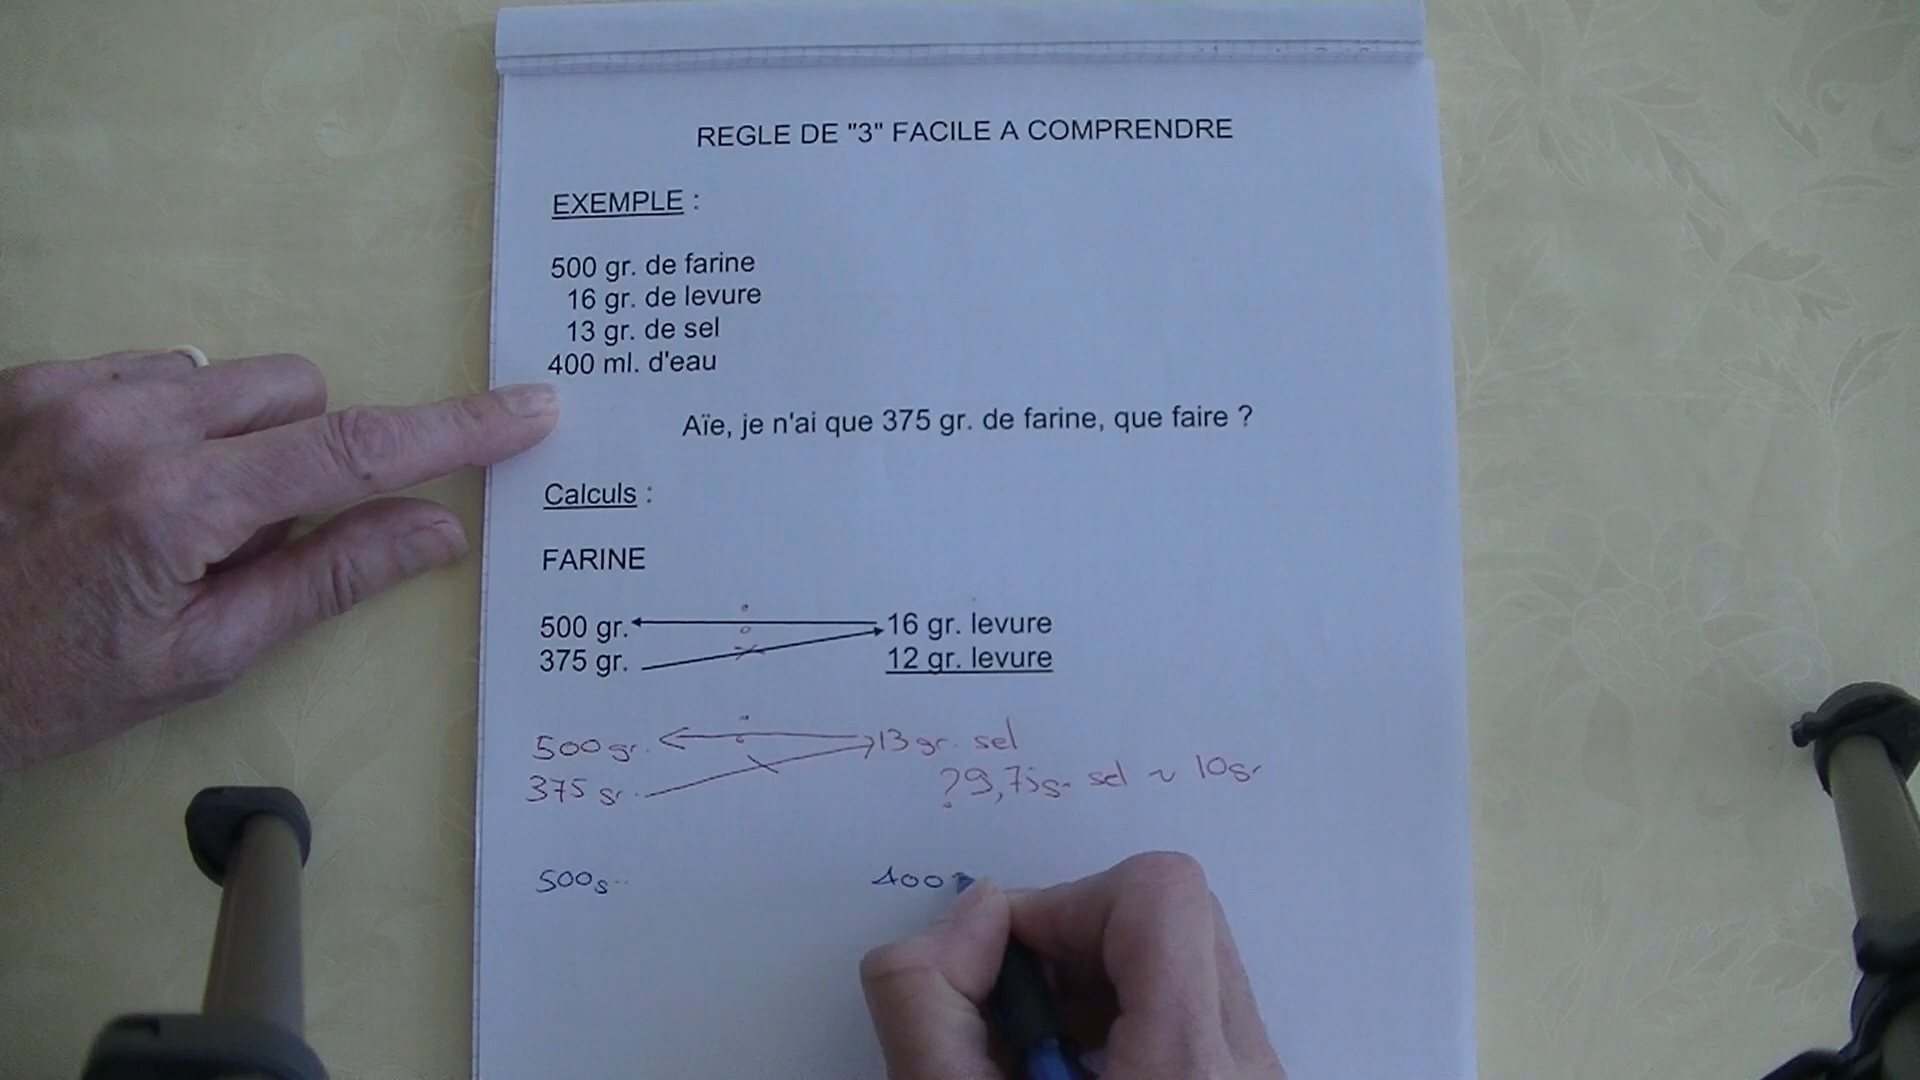 REGLE DE "3" FACILE A COMPRENDRE
EXEMPLE :
500 gr. de farine
16 gr. de levure
13 gr. de sel
400 ml. d'eau
Aïe, je n'ai que 375 gr. de farine, que faire ?
Calculs :
FARINE
500 gr. 16 gr. levure
375 gr. 12 gr. levure
500 gr. 13 gr. sel
375 gr. ? 9,75 gr. sel ~ 10 gr.
500 g. 400